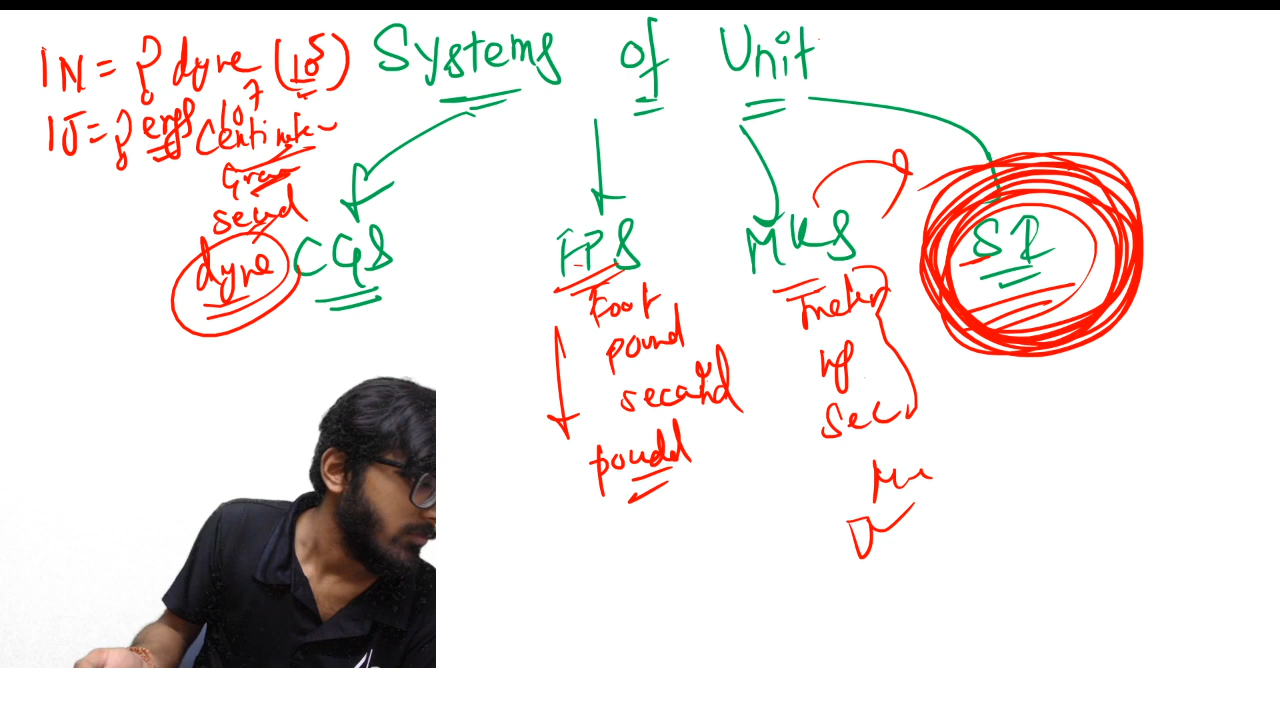 Systems of Unit
1N = ? dyne (10⁵)
1J = ? ergs 10⁷
Centimeter
Gram
second
dyne
CGS
FPS
Foot
pound
second
MKS
meter
kg
Sec
SI